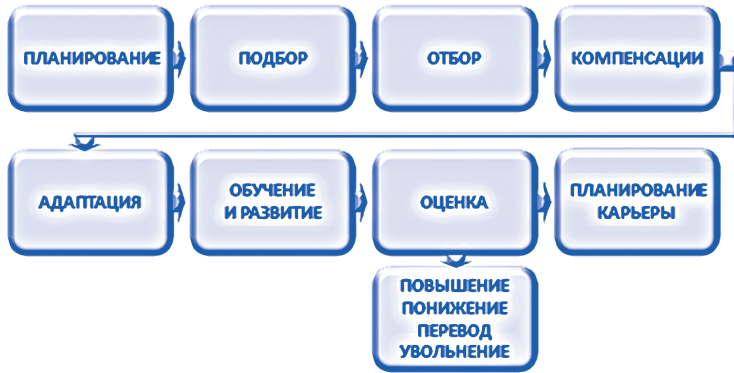 ПЛАНИРОВАНИЕ
ПОДБОР
ОТБОР
КОМПЕНСАЦИИ
АДАПТАЦИЯ
ОБУЧЕНИЕ
И РАЗВИТИЕ
ОЦЕНКА
ПЛАНИРОВАНИЕ
КАРЬЕРЫ
ПОВЫШЕНИЕ
ПОНИЖЕНИЕ
ПЕРЕВОД
УВОЛЬНЕНИЕ